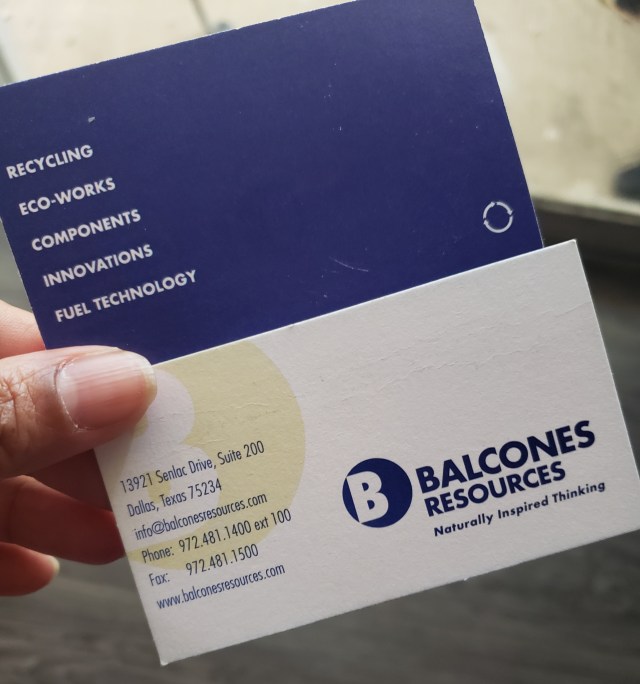 RECYCLING
ECO-WORKS
COMPONENTS
INNOVATIONS
FUEL TECHNOLOGY
13921 Senlac Drive, Suite 200
Dallas, Texas 75234
info@balconesresources.com
Phone: 972.481.1400 ext 100
Fax: 972.481.1500
www.balconesresources.com
B BALCONES
RESOURCES
Naturally Inspired Thinking